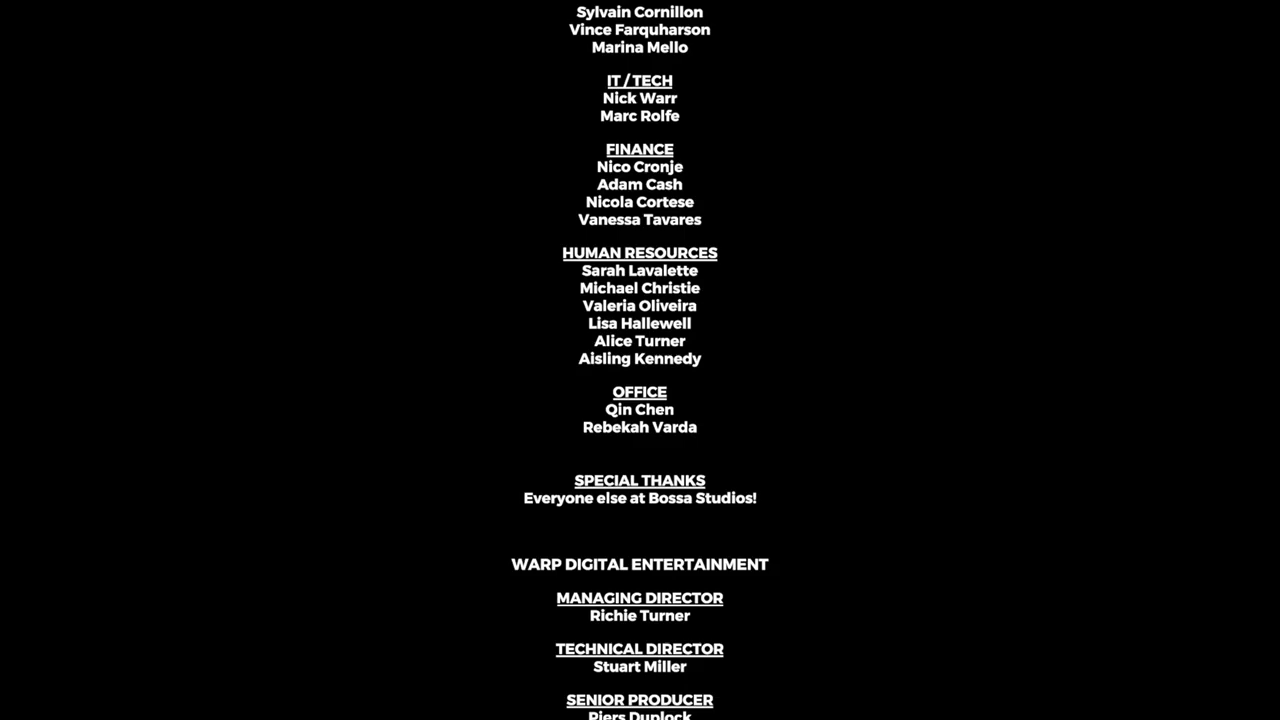 Sylvain Cornillon
Vince Farquharson
Marina Mello
IT / TECH
Nick Warr
Marc Rolfe
FINANCE
Nico Cronje
Adam Cash
Nicola Cortese
Vanessa Tavares
HUMAN RESOURCES
Sarah Lavalette
Michael Christie
Valeria Oliveira
Lisa Hallewell
Alice Turner
Aisling Kennedy
OFFICE
Qin Chen
Rebekah Varda
SPECIAL THANKS
Everyone else at Bossa Studios!
WARP DIGITAL ENTERTAINMENT
MANAGING DIRECTOR
Richie Turner
TECHNICAL DIRECTOR
Stuart Miller
SENIOR PRODUCER
Piers Duplock